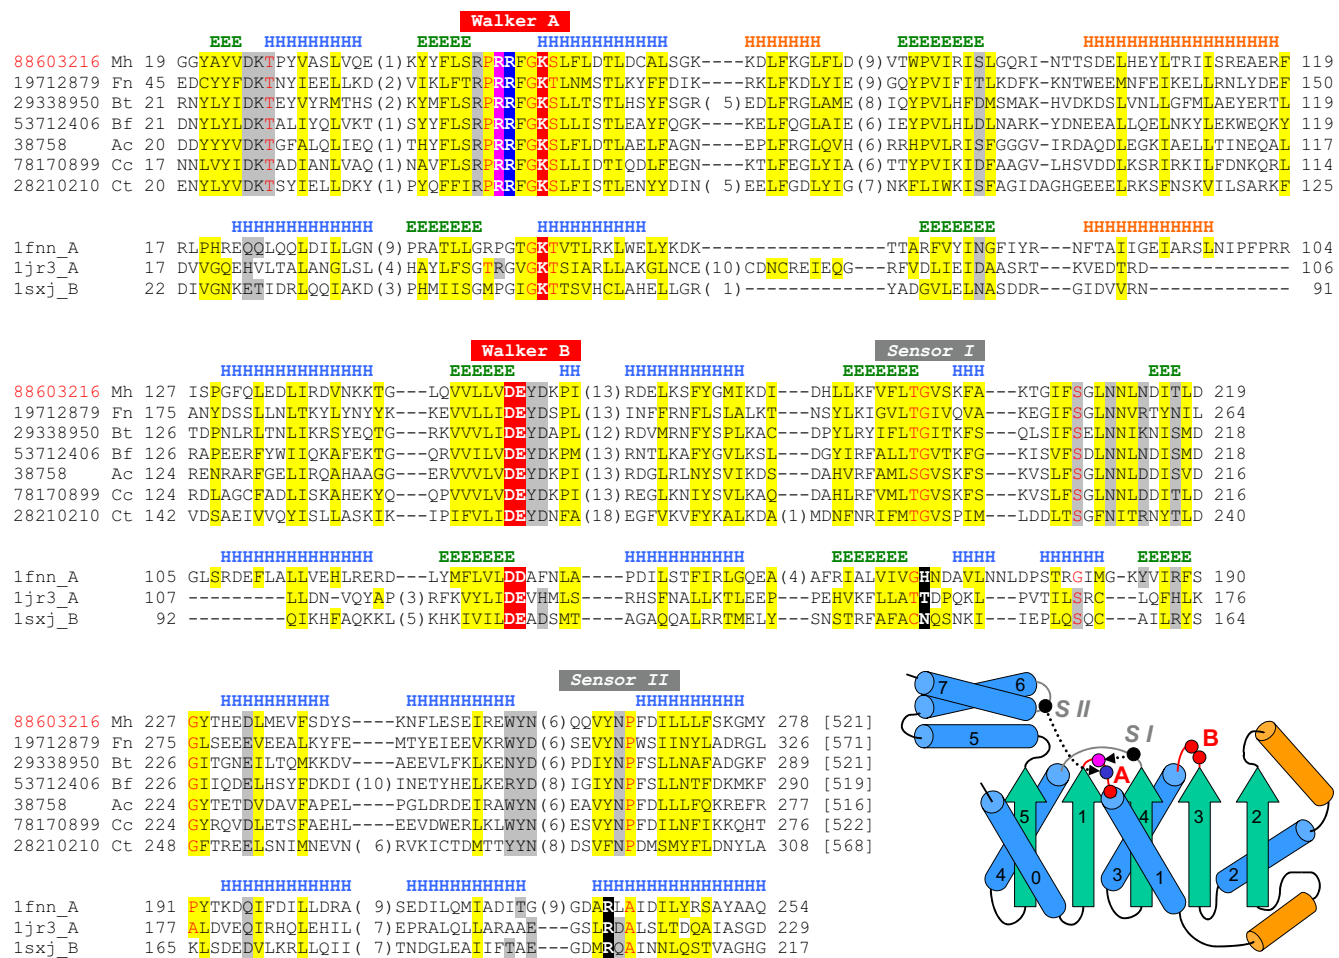 Walker A
EEE HHHHHHHHH EEEEE HHHHHHHHHHHH HHHHHHH EEEEEEEE HHHHHHHHHHHHHHHHHH
88603216 Mh 19 GGYAYVDKTPYVASLVQE(1)KYYFLSRPRRFGKSLFLDTLDCALSGK----KDLFKGLFLD(9)VTWPVIRISLGQRI-NTTSDELHEYLTRIISREAERF 119
19712879 Fn 45 EDCYYFDKTNYIEELLKD(2)VIKLFTRPRRFGKTLNMSTLKYFFDIK----RKLFKDLYIE(9)GQYPVIFITFKDK-KNTWEEMNFEIKELLRNLYDEF 150
29338950 Bt 21 RNYLYIDKTEYVYRMTHS(2)KYMFLSRPRRFGKSLLTSTLHSYFSGR( 5)EDLFRGLAME(8)IQYPVLHFDMSMAK-HVDKDSLVNLLGFMLAEYERTL 119
53712406 Bf 21 DNYLYLDKTALIYQLVKT(1)SYYFLSRPRRFGKSLLISTLEAYFQGK----KELFQGLAIE(6)IEYPVLHLDLNARK-YDNEEALLQELNKYLEKWEQKY 119
38758 Ac 20 DDYYYVDKTGFALQLIEQ(1)THYFLSRPRRFGKSLFLDTLAELFAGN----EPLFRGLQVH(6)RRHPVLRISFGGGV-IRDAQDLEGKIAELLTINEQAL 117
78170899 Cc 17 NNLVYIDKTADIANLVAQ(1)NAVFLSRPRRFGKSLLIDTIQDLFEGN----KTLFEGLYIA(6)TTYPVIKIDFAAGV-LHSVDDLKSRIRKILFDNKQRL 114
28210210 Ct 20 ENYLYVDKTSYIELLDKY(1)PYQFFIRPRRFGKSLFISTLENYYDIN( 5)EELFGDLYIG(7)NKFLIWKISFAGIDAGHGEEELRKSFNSKVILSARKF 125
HHHHHHHHHHHHH EEEEEEE HHHHHHHHHH EEEEEEE HHHHHHHHHHHH
1fnn_A 17 RLPHREQQLQQLDILLGN(9)PRATLLGRPGTGKTVTLRKLWELYKDK-----------------TTARFVYINGFIYR---NFTAIIGEIARSLNIPFPRR 104
1jr3_A 17 DVVGQEHVLTALANGLSL(4)HAYLFSGTRGVGKTSIARLLAKGLNCE(10)CDNCREIEQG---RFVDLIEIDAASRT---KVEDTRD------------- 106
1sxj_B 22 DIVGNKETIDRLQQIAKD(3)PHMIISGMPGIGKTTSVHCLAHELLGR( 1)-------------YADGVLELNASDDR---GIDVVRN------------- 91
Walker B Sensor I
HHHHHHHHHHHHHH EEEEEE HH HHHHHHHHHHH EEEEEEE HHH EEE
88603216 Mh 127 ISPGFQLEDLIRDVNKKTG---LQVVLLVDEYDKPI(13)RDELKSFYGMIKDI---DHLLKFVFLTGVSKFA---KTGIFSGLNNLNDITLD 219
19712879 Fn 175 ANYDSSLLNLTKYLYNYYK---KEVVLLIDEYDSPL(13)INFFRNFLSLALKT---NSYLKIGVLTGIVQVA---KEGIFSGLNNVRTYNIL 264
29338950 Bt 126 TDPNLRLTNLIKRSYEQTG---RKVVVLIDEYDAPL(12)RDVMRNFYSPLKAC---DPYLRYIFLTGITKFS---QLSIFSELNNIKNISMD 218
53712406 Bf 126 RAPEERFYWIIQKAFEKTG---QRVVILVDEYDKPM(13)RNTLKAFYGVLKSL---DGYIRFALLTGVTKFG---KISVFSDLNNLNDISMD 218
38758 Ac 124 RENRARFGELIRQAHAAGG---ERVVVLVDEYDKPI(13)RDGLRLNYSVIKDS---DAHVRFAMLSGVSKFS---KVSLFSGLNNLDDISVD 216
78170899 Cc 124 RDLAGCFADLISKAHEKYQ---QPVVVLVDEYDKPI(13)REGLKNIYSVLKAQ---DAHLRFVMLTGVSKFS---KVSLFSGLNNLDDITLD 216
28210210 Ct 142 VDSAEIVVQYISLLASKIK---IPIFVLIDEYDNFA(18)EGFVKVFYKALKDA(1)MDNFNRIFMTGVSPIM---LDDLTSGFNITRNYTLD 240
HHHHHHHHHHHHHH EEEEEEE HHHHHHHHHHH EEEEEEE HHHH HHHHHH EEEEE
1fnn_A 105 GLSRDEFLALLVEHLRERD---LYMFLVLDDAFNLA----PDILSTFIRLGQEA(4)AFRIALVIVGHNDAVLNNLDPSTRGIMG-KYVIRFS 190
1jr3_A 107 ---------LLDN-VQYAP(3)RFKVYLIDEVHMLS----RHSFNALLKTLEEP---PEHVKFLLATTDPQKL---PVTILSRC---LQFHLK 176
1sxj_B 92 ---------QIKHFAQKKL(5)KHKIVILDEADSMT----AGAQQALRRTMELY---SNSTRFAFACNQSNKI---IEPLQSQC---AILRYS 164
Sensor II
HHHHHHHHHH HHHHHHHHHH HHHHHHHHHH
88603216 Mh 227 GYTHEDLMEVFSDYS----KNFLESEIREWYN(6)QQVYNPFDILLLFSKGMY 278 [521]
19712879 Fn 275 GLSEEEVEEALKYFE----MTYEIEEVKRWYD(6)SEVYNPWSIINYLADRGL 326 [571]
29338950 Bt 226 GITGNEILTQMKKDV----AEEVLFKLKEQYD(6)PDIYNPFSLLNAFADGKF 289 [521]
53712406 Bf 226 GIIQDELHSYFDKDI(10)DTYHELKERYD(8)IGIYNPFSLLNTFDKMKF 290 [519]
38758 Ac 224 GYTETDVDAVFAPEL----PGLDRDEIRAWYN(6)EAVYNPFDLLLFQKREFR 277 [516]
78170899 Cc 224 GYRQVDLETSFAEHL----EEVDWERLKLWYN(6)ESVYNPFDILNFIKKQHT 276 [522]
28210210 Ct 248 GFTREELSNIMNEVN( 6)RVKICTDMTTYYN(8)DSVFNPDMSMYFLDNYLA 308 [568]
HHHHHHHHHHHH HHHHHHHHHHH HHHHHHHHHHHHHHHH
1fnn_A 191 PYTKDQIFDILLDRA( 9)SEDILQMIADITG(9)GDARLAIDILYRSAYAAQ 254
1jr3_A 177 ALDVEQIRHQLEHIL( 7)EPRALQLLARAAE---GSLRDALSLTDQAIASGD 229
1sxj_B 165 KLSDEDVLKRLLQII( 7)TNDGLEAIIFTAE---GDMRQAINNLQSTVAGHG 217
7 6 5 S II S I A B
5 1 4 3 2
4 0 3 1 2